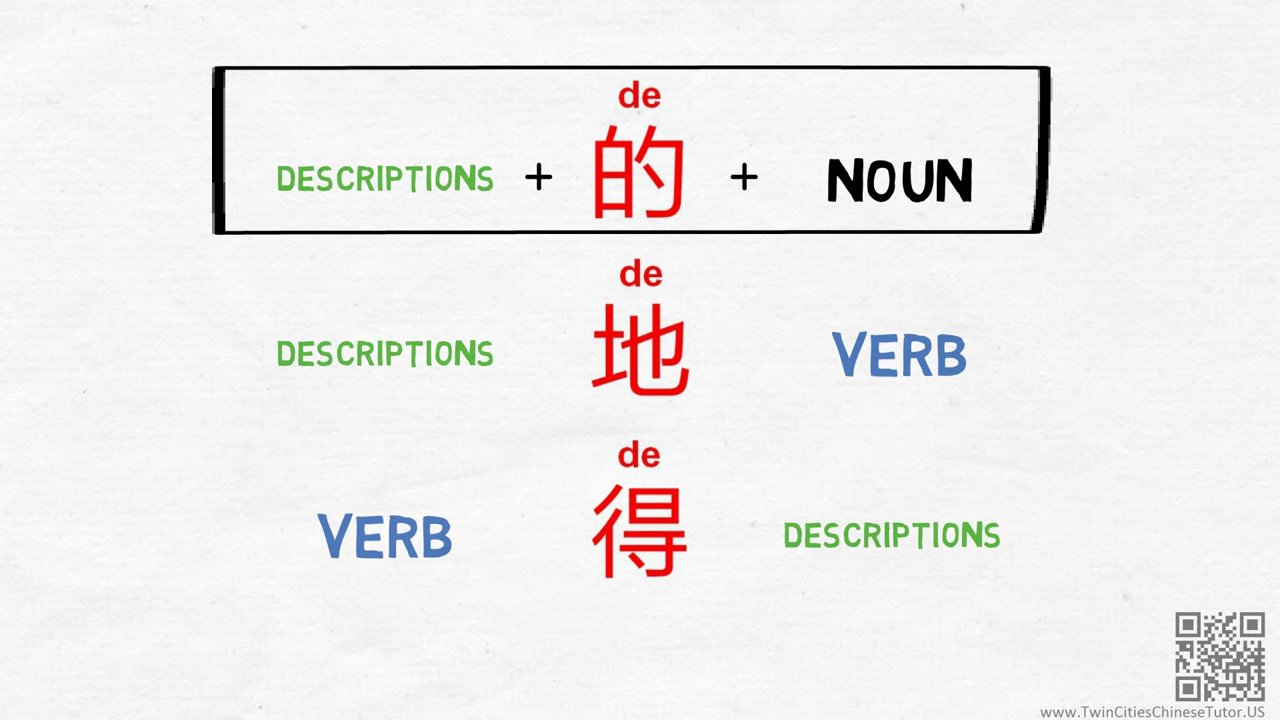 de
DESCRIPTIONS + 的 + NOUN
de
DESCRIPTIONS 地 VERB
de
VERB 得 DESCRIPTIONS
www.TwinCitiesChineseTutor.US